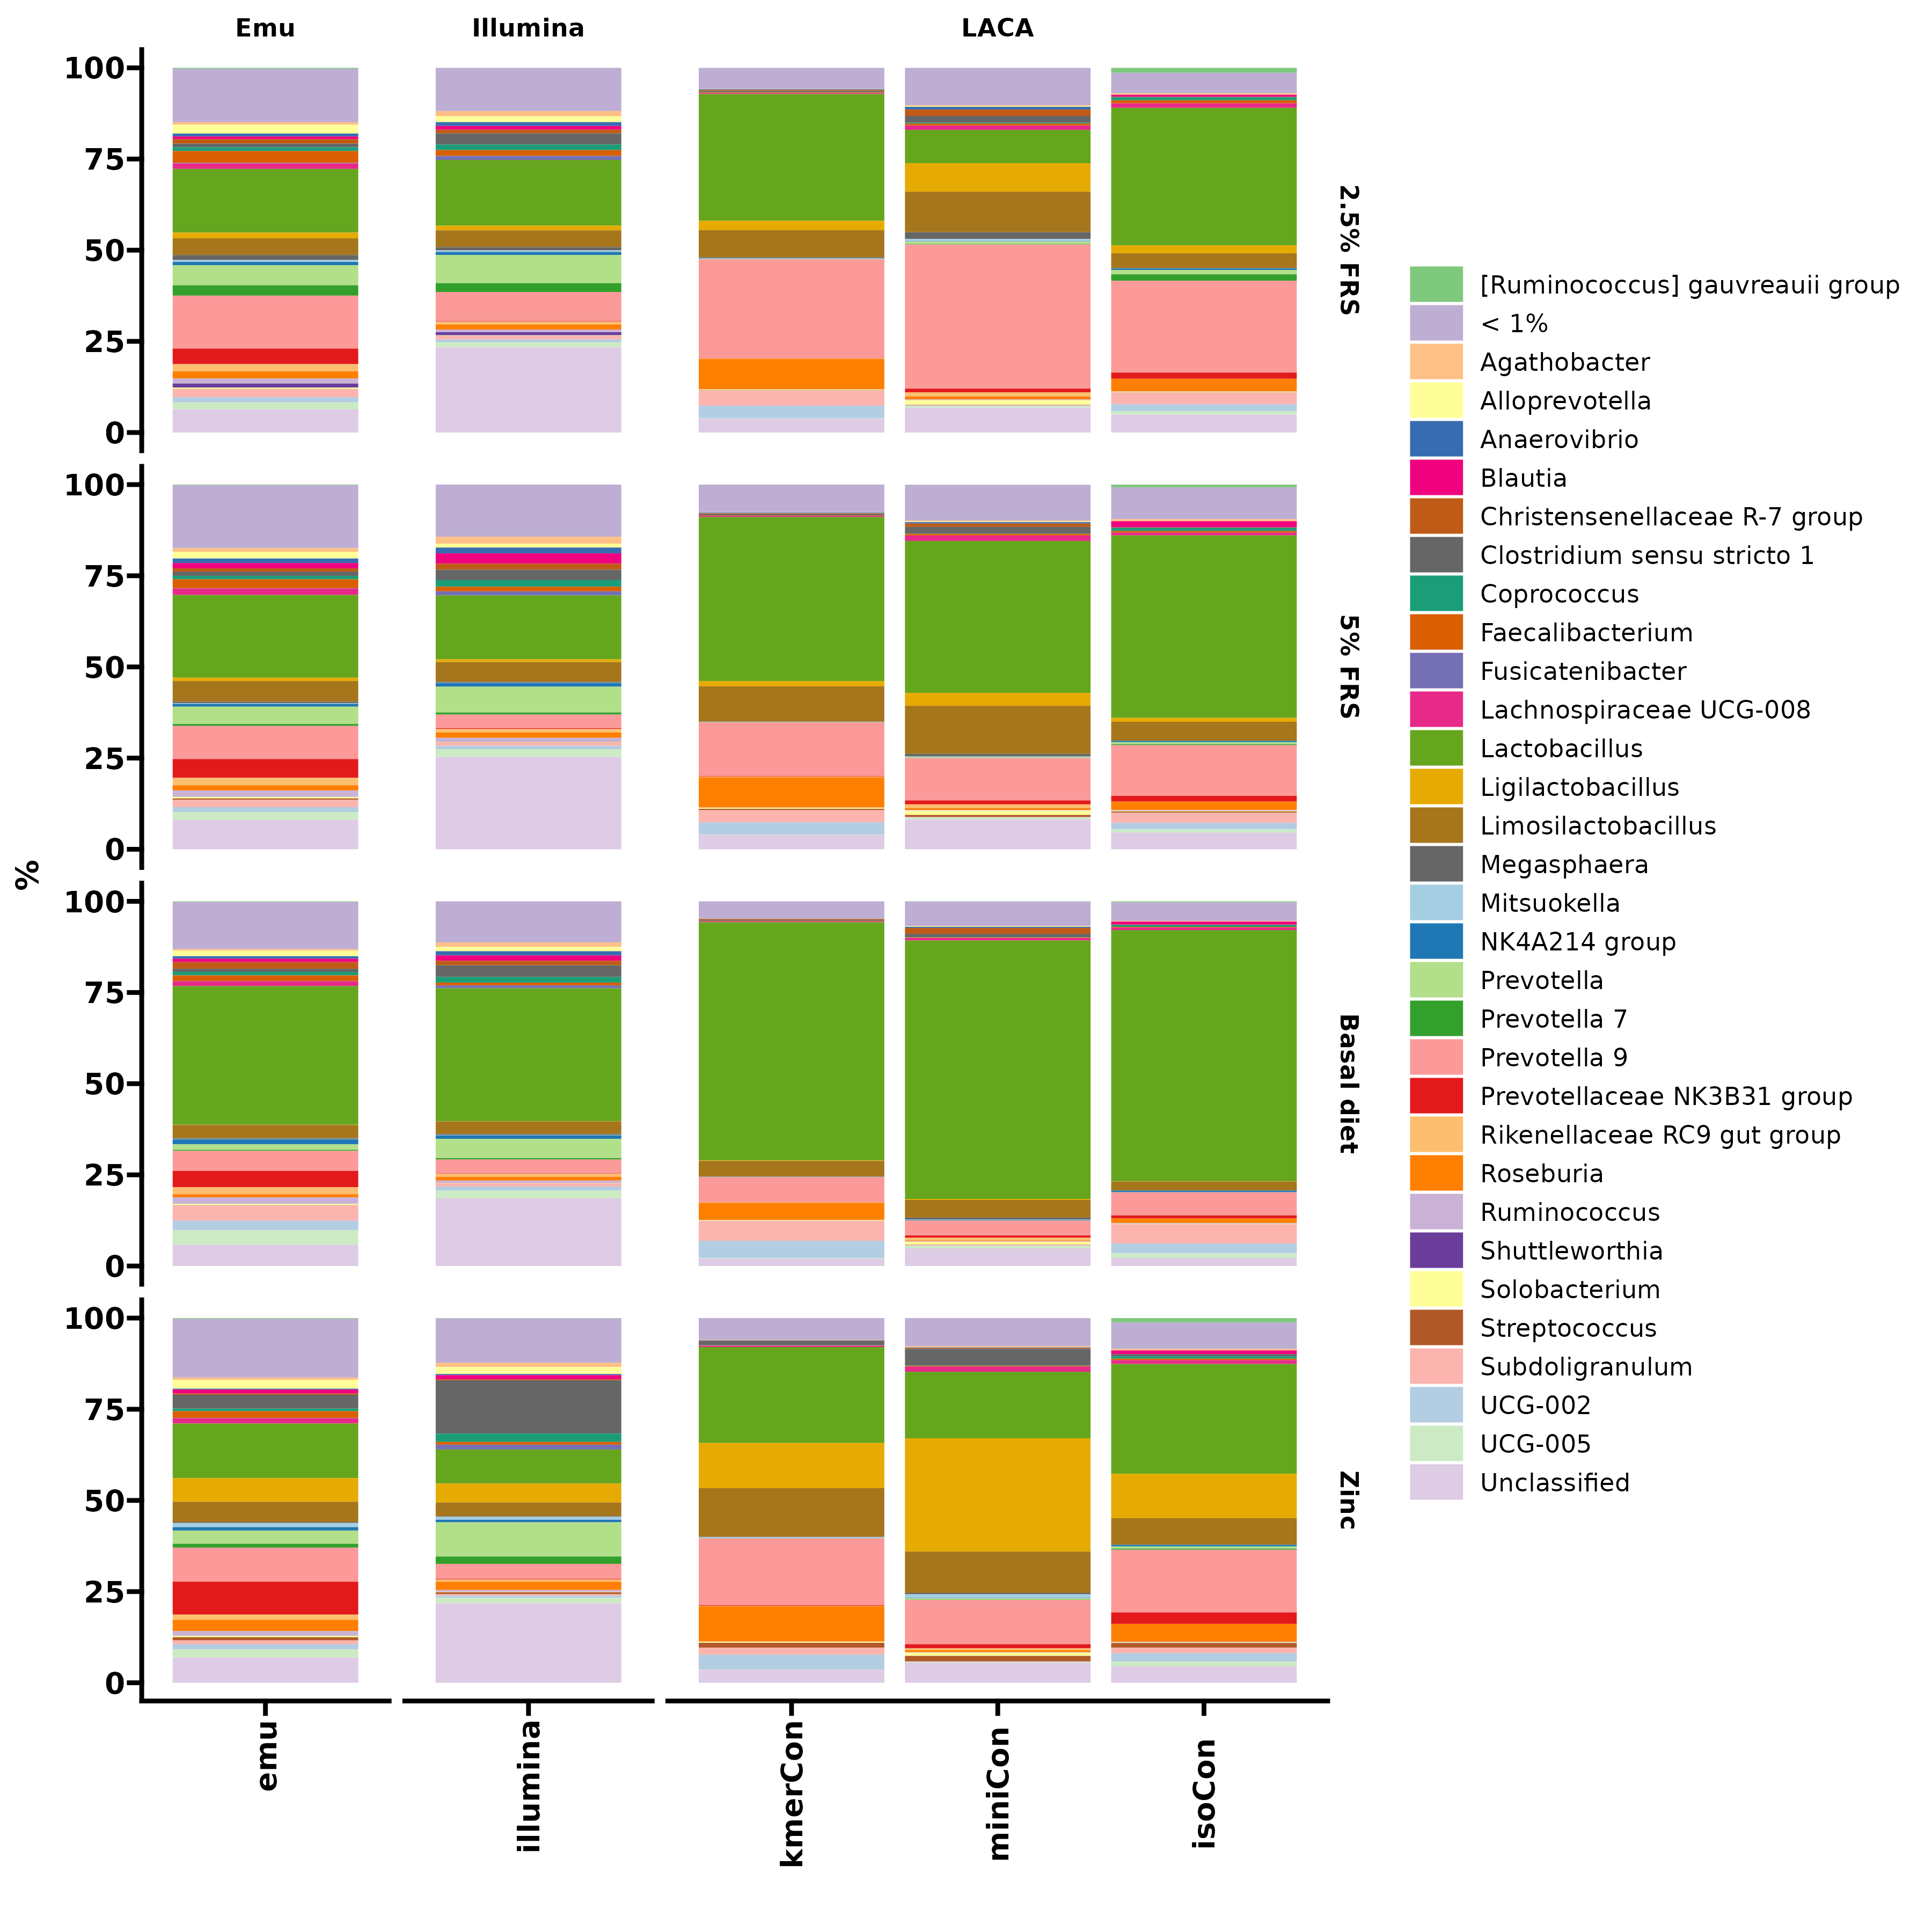 Emu
Illumina
LACA
%
100
75
50
25
0
2.5% FRS
100
75
50
25
0
5% FRS
100
75
50
25
0
Basal diet
100
75
50
25
0
Zinc
emu
illumina
kmerCon
miniCon
isoCon
[Ruminococcus] gauvreauii group
< 1%
Agathobacter
Alloprevotella
Anaerovibrio
Blautia
Christensenellaceae R-7 group
Clostridium sensu stricto 1
Coprococcus
Faecalibacterium
Fusicatenibacter
Lachnospiraceae UCG-008
Lactobacillus
Ligilactobacillus
Limosilactobacillus
Megasphaera
Mitsuokella
NK4A214 group
Prevotella
Prevotella 7
Prevotella 9
Prevotellaceae NK3B31 group
Rikenellaceae RC9 gut group
Roseburia
Ruminococcus
Shuttleworthia
Solobacterium
Streptococcus
Subdoligranulum
UCG-002
UCG-005
Unclassified